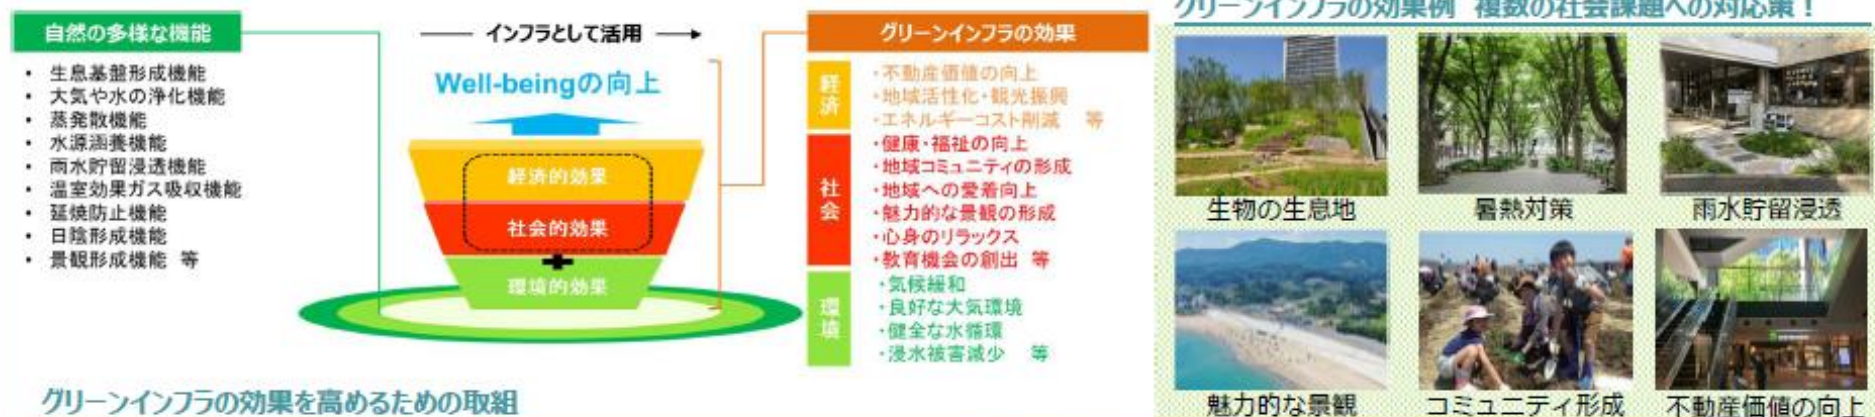 自然の多様な機能
・ 生息基盤形成機能
・ 大気や水の浄化機能
・ 蒸発散機能
・ 水源涵養機能
・ 雨水貯留浸透機能
・ 温室効果ガス吸収機能
・ 延焼防止機能
・ 日陰形成機能
・ 景観形成機能 等
インフラとして活用
Well-beingの向上
経済的効果
社会的効果
環境的効果
グリーンインフラの効果
経済
・不動産価値の向上
・地域活性化・観光振興
・エネルギーコスト削減 等
社会
・健康・福祉の向上
・地域コミュニティの形成
・地域への愛着向上
・魅力的な景観の形成
・心身のリラックス
・教育機会の創出 等
環境
・気候緩和
・良好な大気環境
・健全な水循環
・浸水被害減少 等
グリーンインフラの効果を高めるための取組
グリーンインフラの効果例 複数の社会課題への対応策！
生物の生息地
暑熱対策
雨水貯留浸透
魅力的な景観
コミュニティ形成
不動産価値の向上